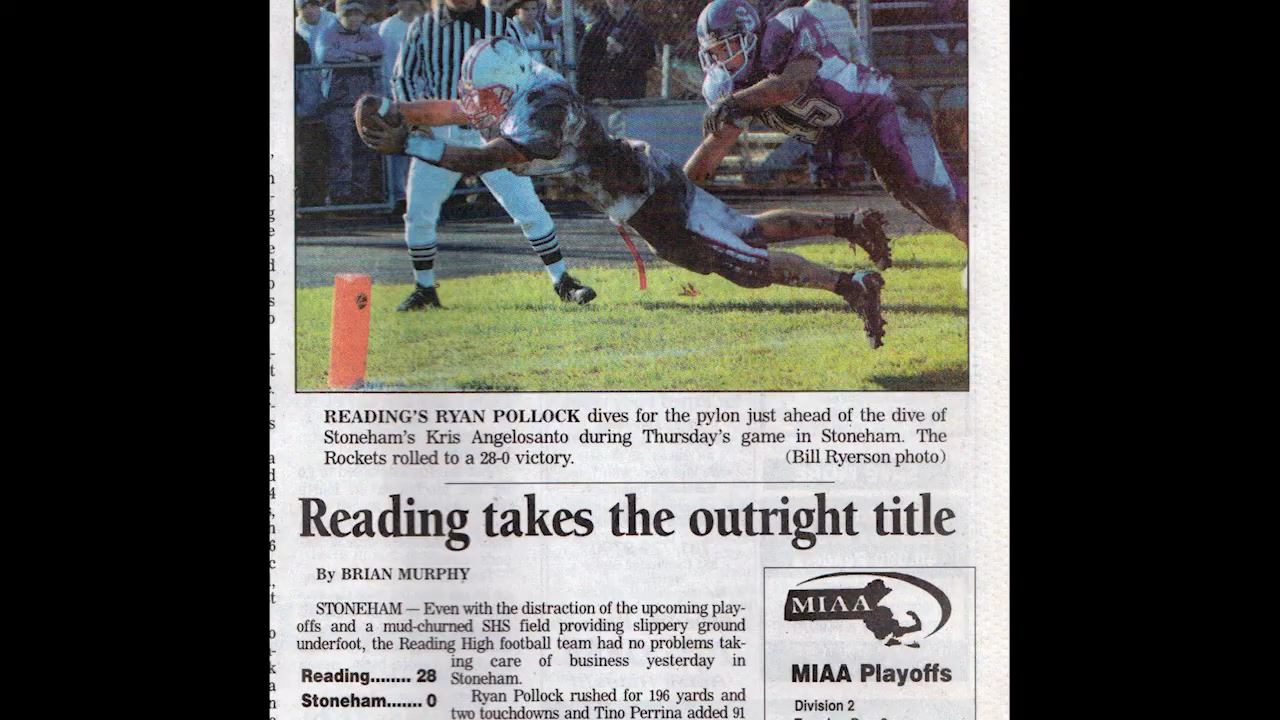 READING'S RYAN POLLOCK dives for the pylon just ahead of the dive of
Stoneham's Kris Angelosanto during Thursday's game in Stoneham. The
Rockets rolled to a 28-0 victory. (Bill Ryerson photo)
Reading takes the outright title
By BRIAN MURPHY
STONEHAM — Even with the distraction of the upcoming play-
offs and a mud-churned SHS field providing slippery ground
underfoot, the Reading High football team had no problems tak-
ing care of business yesterday in
Stoneham.
Reading........ 28
Stoneham....... 0
Ryan Pollock rushed for 196 yards and
two touchdowns and Tino Perrina added 91
MIAA
MIAA Playoffs
Division 2